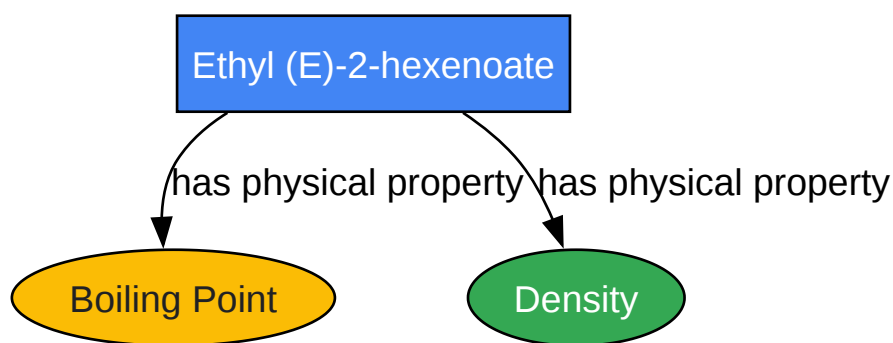 Ethyl (E)-2-hexenoate
has physical property
has physical property
Boiling Point
Density